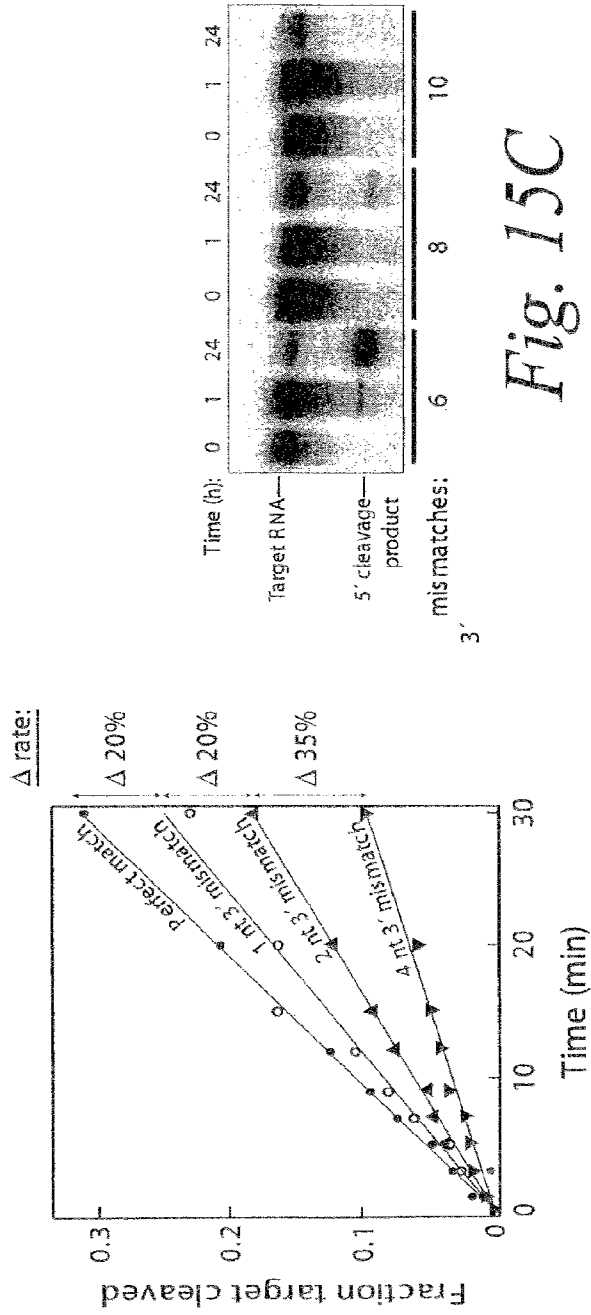 Δ rate:
Δ 20%
Δ 20%
Δ 35%
Perfect match
1 nt 3′ mismatch
2 nt 3′ mismatch
4 nt 3′ mismatch
Fraction target cleaved
0.3
0.2
0.1
0
0 10 20 30
Time (min)
Time (h): 0 1 24 0 1 24 0 1 24
Target RNA
5′ cleavage
product
3′
mismatches: 6 8 10
Fig. 15C